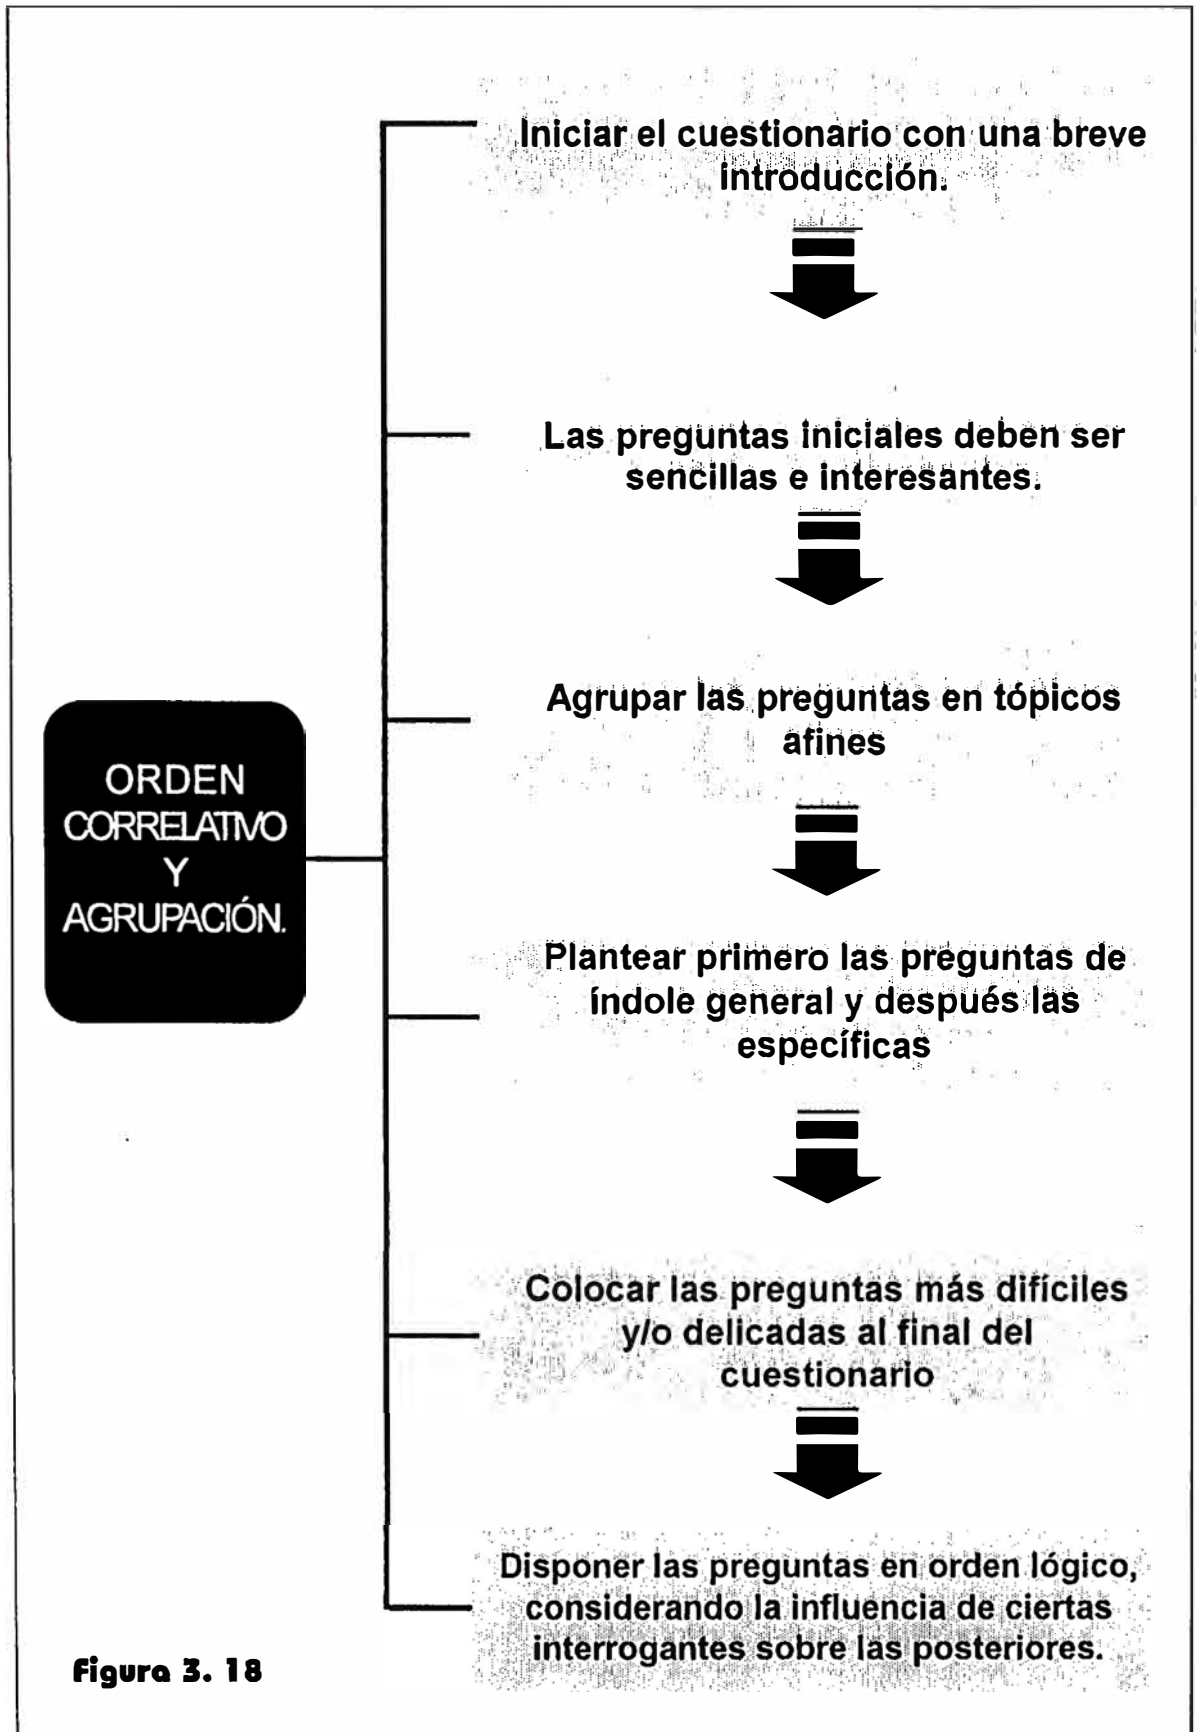 Iniciar el cuestionario con una breve
introducción.
Las preguntas iniciales deben ser
sencillas e interesantes.
Agrupar las preguntas en tópicos
afines
ORDEN
CORRELATIVO
Y
AGRUPACIÓN.
Plantear primero las preguntas de
índole general y después las
específicas
Colocar las preguntas más difíciles
y/o delicadas al final del
cuestionario
Disponer las preguntas en orden lógico,
considerando la influencia de ciertas
interrogantes sobre las posteriores.
Figura 3. 18